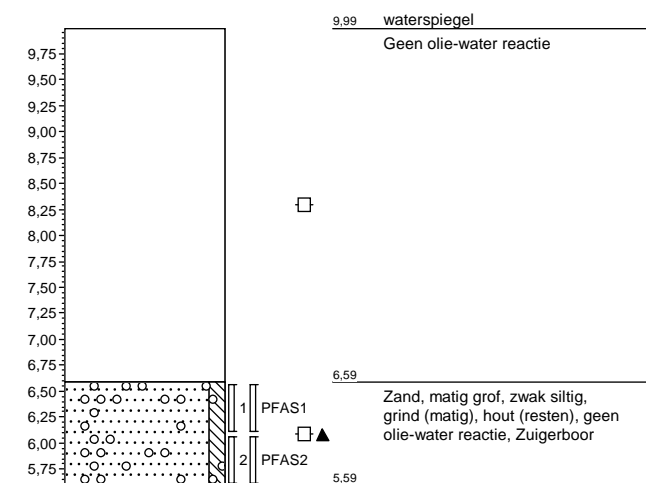 9,99 waterspiegel
Geen olie-water reactie
9,75
9,50
9,25
9,00
8,75
8,50
8,25
8,00
7,75
7,50
7,25
7,00
6,75
6,59
6,50
Zand, matig grof, zwak siltig,
1 PFAS1
grind (matig), hout (resten), geen
6,25
olie-water reactie, Zuigerboor
6,00
2 PFAS2
5,75
5,59